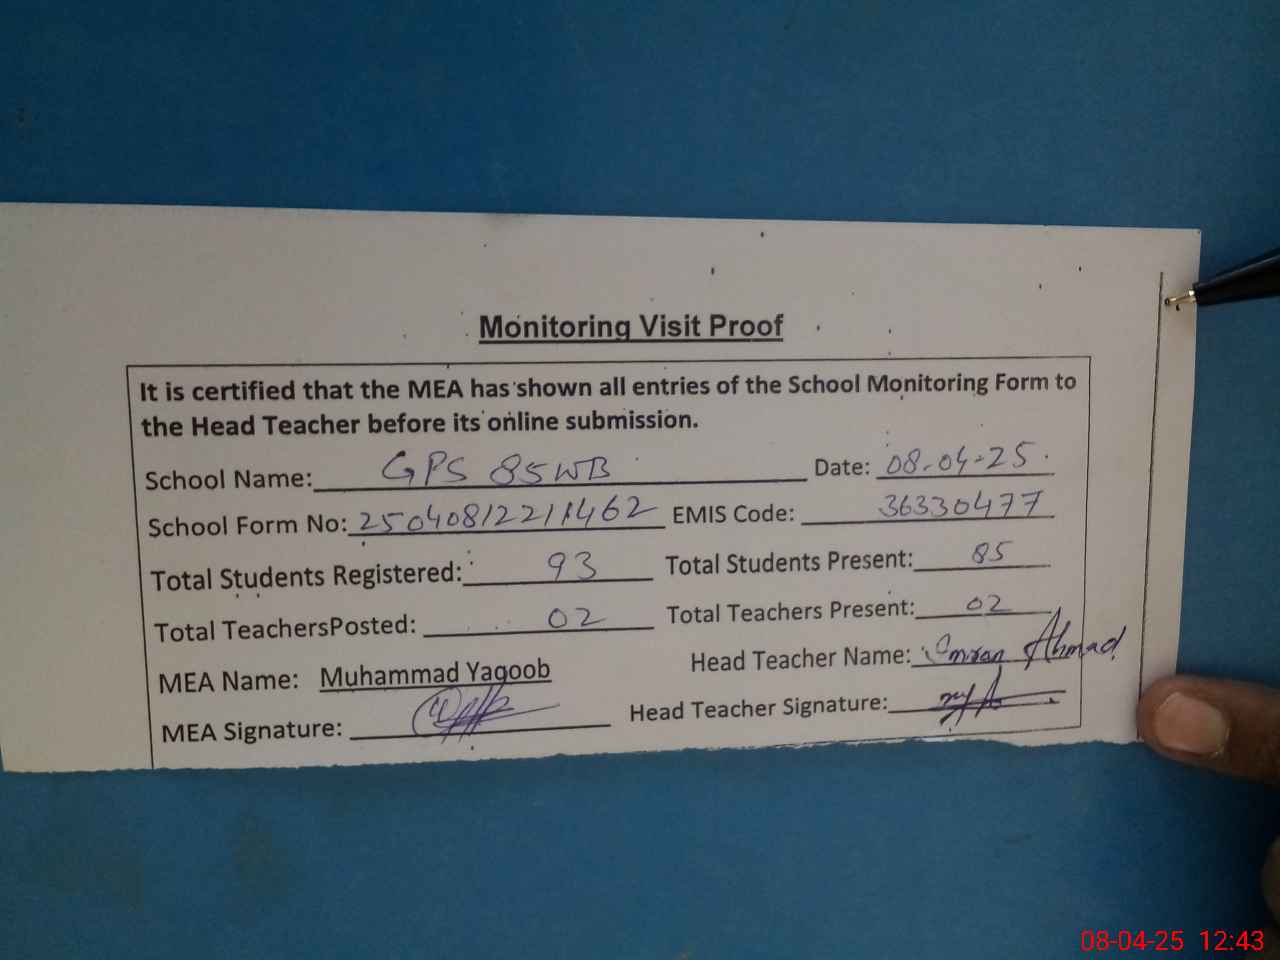 Monitoring Visit Proof
It is certified that the MEA has shown all entries of the School Monitoring Form to
the Head Teacher before its online submission.
School Name: GPS 85WB Date: 08-04-25.
School Form No: 250408122111462 EMIS Code: 36330477
Total Students Registered: 93 Total Students Present: 85
Total TeachersPosted: 02 Total Teachers Present: 02
MEA Name: Muhammad Yaqoob Head Teacher Name: Imran Ahmad
MEA Signature: Head Teacher Signature:
08-04-25 12:43